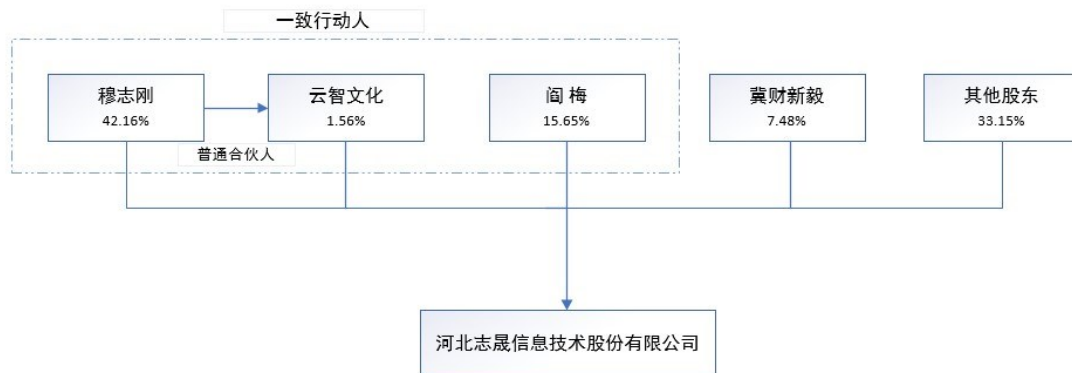 一致行动人
穆志刚
42.16%
云智文化
1.56%
阎 梅
15.65%
冀财新毅
7.48%
其他股东
33.15%
普通合伙人
河北志晟信息技术股份有限公司